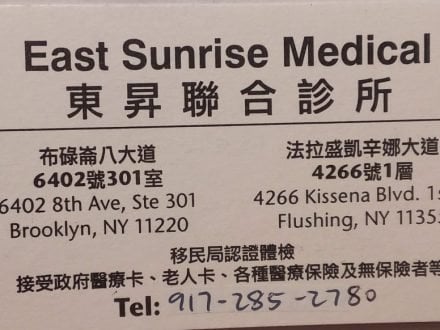 East Sunrise Medical
東昇聯合診所
布碌崙八大道
6402號301室
6402 8th Ave, Ste 301
Brooklyn, NY 11220
法拉盛凱辛娜大道
4266號1層
4266 Kissena Blvd. 1s
Flushing, NY 1135
移民局認證體檢
接受政府醫療卡、老人卡、各種醫療保險及無保險者等
Tel: 917-285-2780